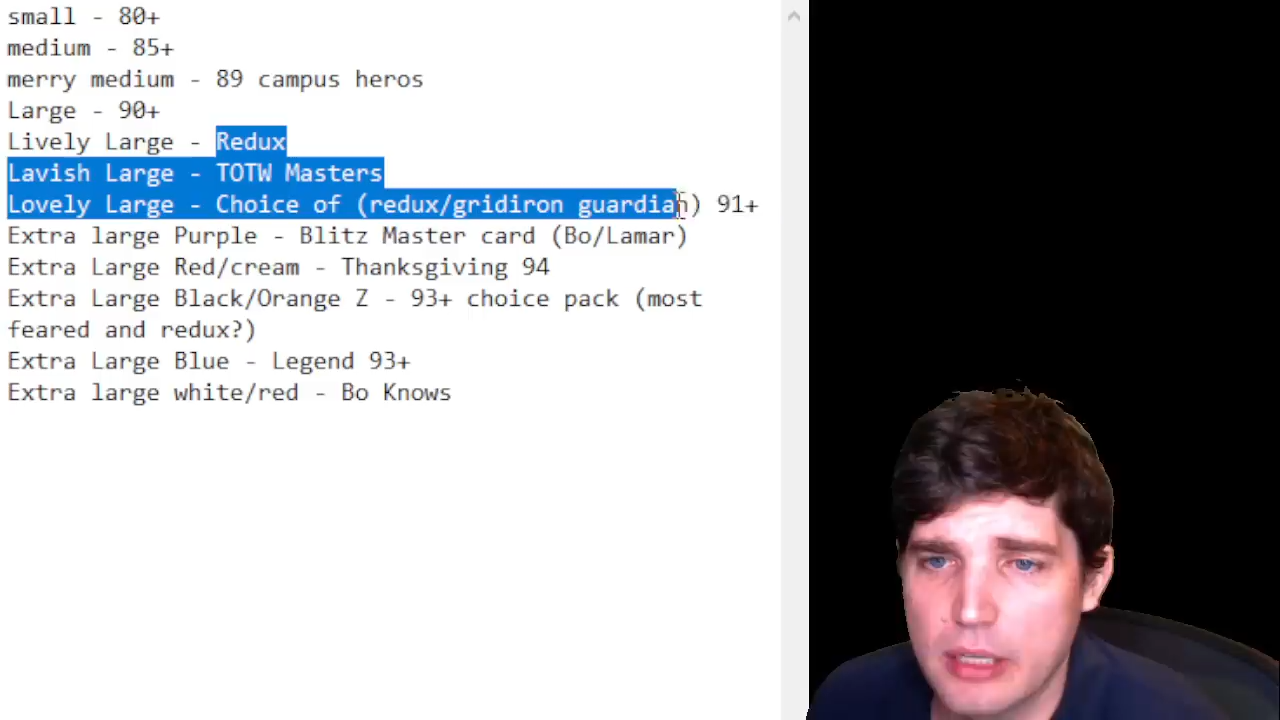 small - 80+
medium - 85+
merry medium - 89 campus heros
Large - 90+
Lively Large - Redux
Lavish Large - TOTW Masters
Lovely Large - Choice of (redux/gridiron guardian) 91+
Extra large Purple - Blitz Master card (Bo/Lamar)
Extra Large Red/cream - Thanksgiving 94
Extra Large Black/Orange Z - 93+ choice pack (most
feared and redux?)
Extra Large Blue - Legend 93+
Extra large white/red - Bo Knows